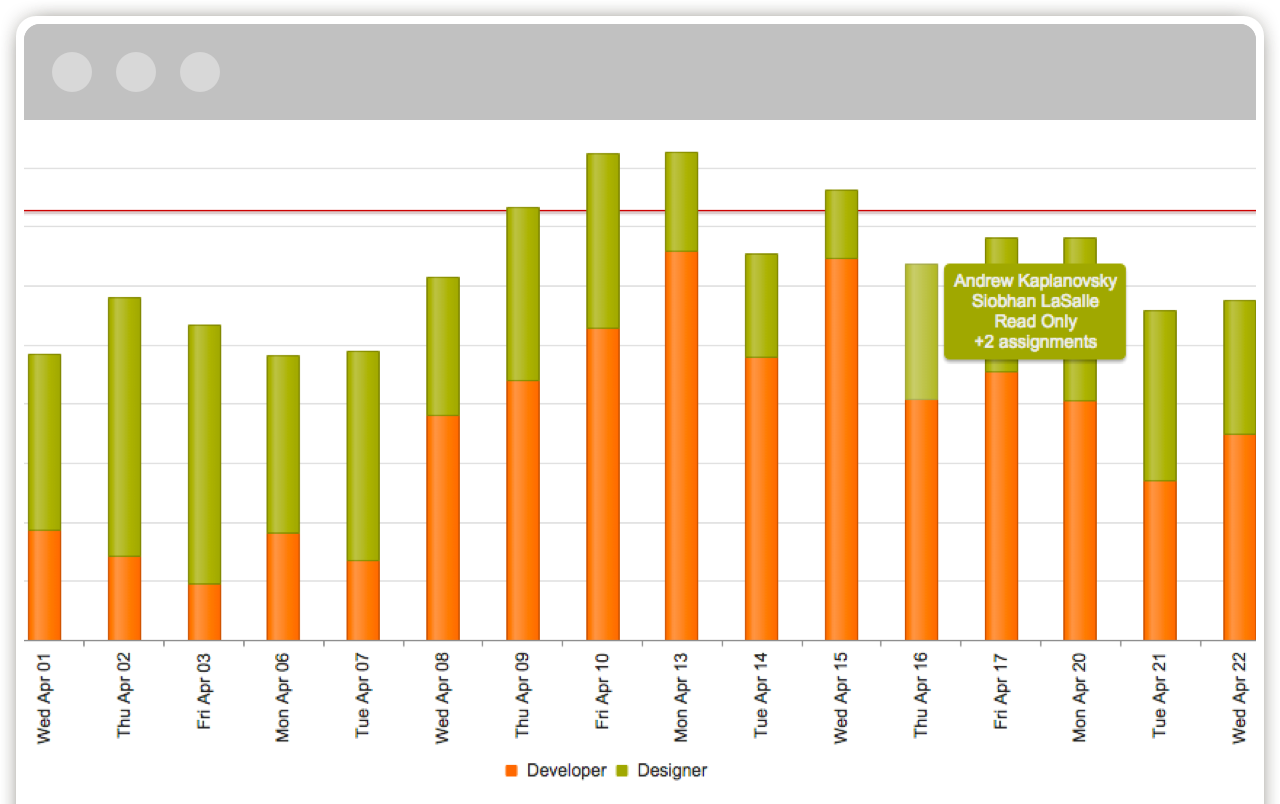 Andrew Kaplanovsky
Siobhan LaSalle
Read Only
+2 assignments
Wed Apr 01
Thu Apr 02
Fri Apr 03
Mon Apr 06
Tue Apr 07
Wed Apr 08
Thu Apr 09
Fri Apr 10
Mon Apr 13
Tue Apr 14
Wed Apr 15
Thu Apr 16
Fri Apr 17
Mon Apr 20
Tue Apr 21
Wed Apr 22
Developer Designer